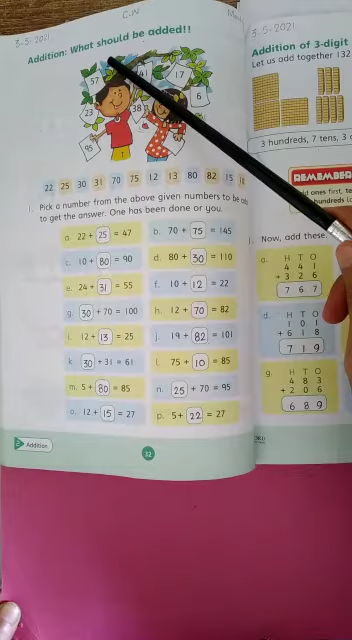 3-5-2021
C.W
Addition: What should be added!!
57
41
17
6
23
38
95
22 25 30 31 70 75 12 13 80 82 15
Pick a number from the above given numbers to be
to get the answer. One has been done or you.
a. 22 + 25 = 47
b. 70 + 75 = 145
c. 10 + 80 = 90
d. 80 + 30 = 110
e. 24 + 31 = 55
f. 10 + 12 = 22
g. 30 + 70 = 100
h. 12 + 70 = 82
i. 12 + 13 = 25
j. 19 + 82 = 101
k. 30 + 31 = 61
l. 75 + 10 = 85
m. 5 + 80 = 85
n. 25 + 70 = 95
o. 12 + 15 = 27
p. 5 + 22 = 27
Addition
32
3-5-2021
Addition of 3-digit
Let us add together 132
3 hundreds, 7 tens, 3
REMEMBER
ones first, te
hundreds
Now, add these.
a. H T O
4 4 1
+ 3 2 6
7 6 7
d. H T O
1 0 1
+ 6 1 8
7 1 9
g. H T O
4 8 3
+ 2 0 6
6 8 9